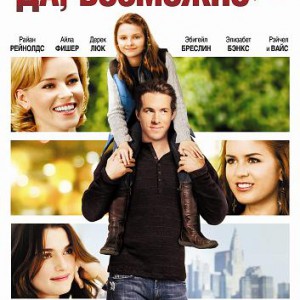 ДА, ВОЗМОЖНО
РАЙАН РЕЙНОЛДС
АЙЛА ФИШЕР
ДЕРЕК ЛЮК
ЭБИГЕЙЛ БРЕСЛИН
ЭЛИЗАБЕТ БЭНКС
РЭЙЧЕЛ И ВАЙС